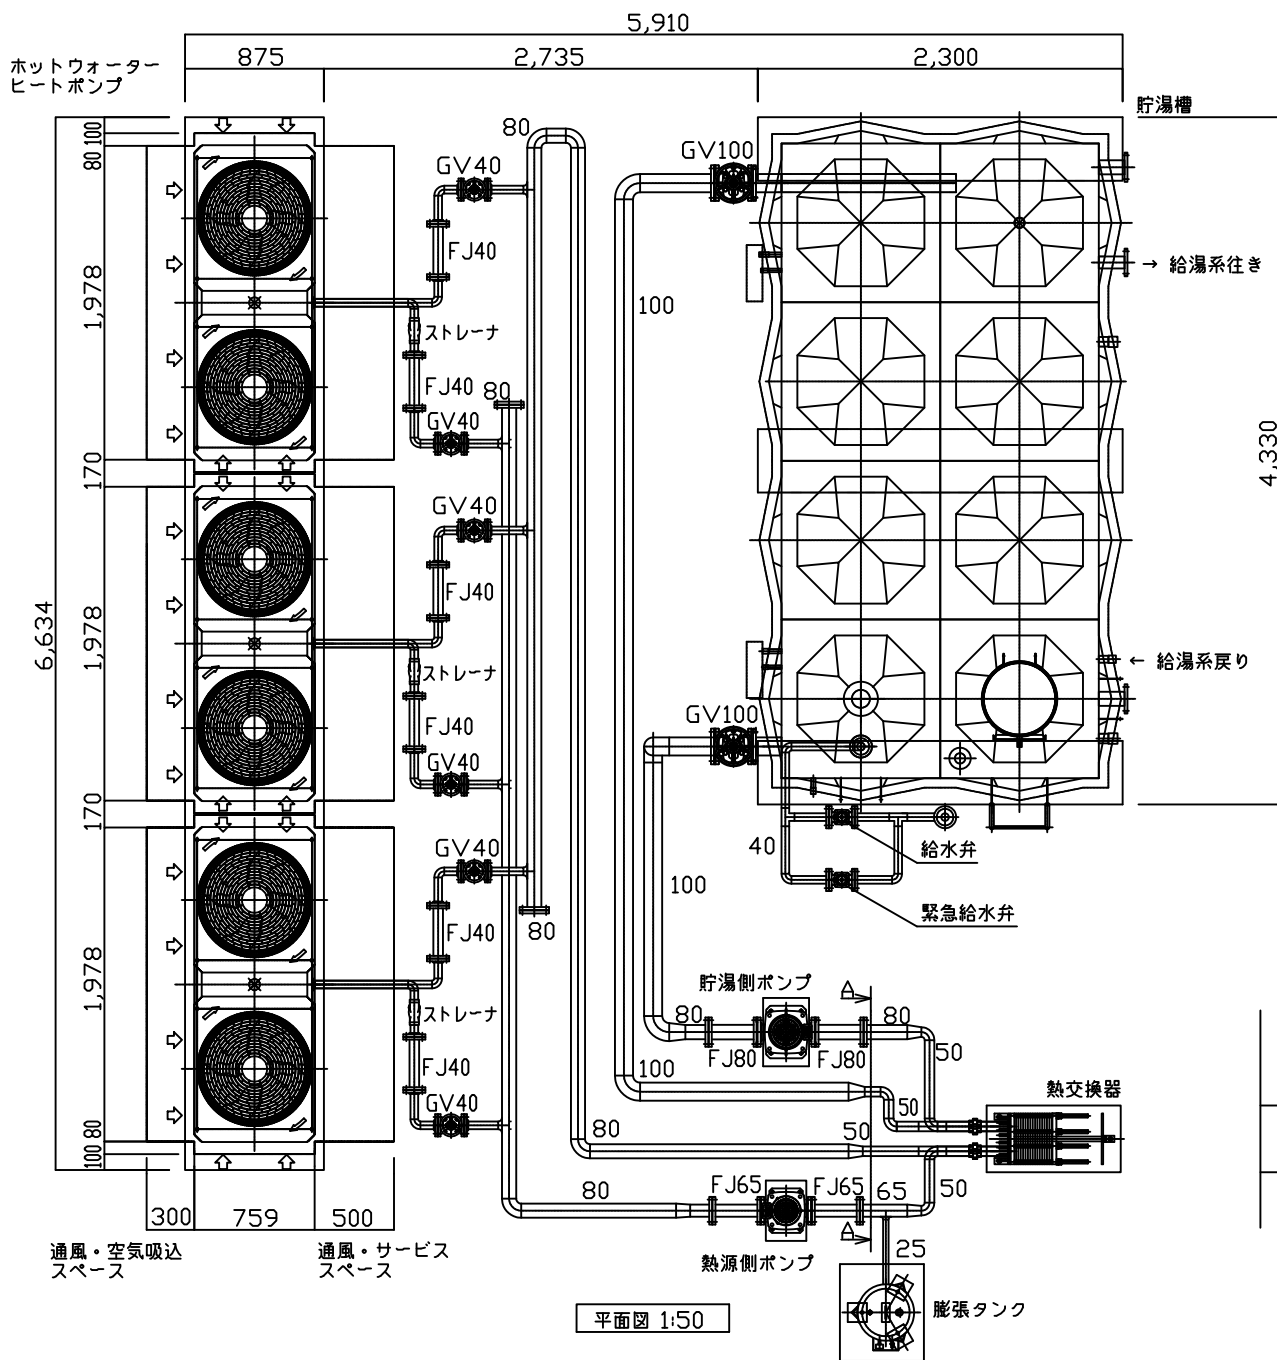 5,910
875
2,735
2,300
ホットウォーター
ヒートポンプ
貯湯槽
100
80
1,978
170
1,978
170
1,978
80
100
6,634
4,330
80
GV40
GV100
FJ40
→ 給湯系往き
100
ストレーナ
FJ40
80
GV40
GV40
FJ40
ストレーナ
← 給湯系戻り
FJ40
GV100
GV40
GV40
40
給水弁
100
緊急給水弁
FJ40
80
貯湯側ポンプ
A
ストレーナ
80
80
FJ80
FJ80
50
FJ40
100
熱交換器
GV40
50
80
50
80
FJ65
FJ65
65
50
300
759
500
A
25
通風・空気吸込
スペース
通風・サービス
スペース
熱源側ポンプ
平面図 1:50
膨張タンク